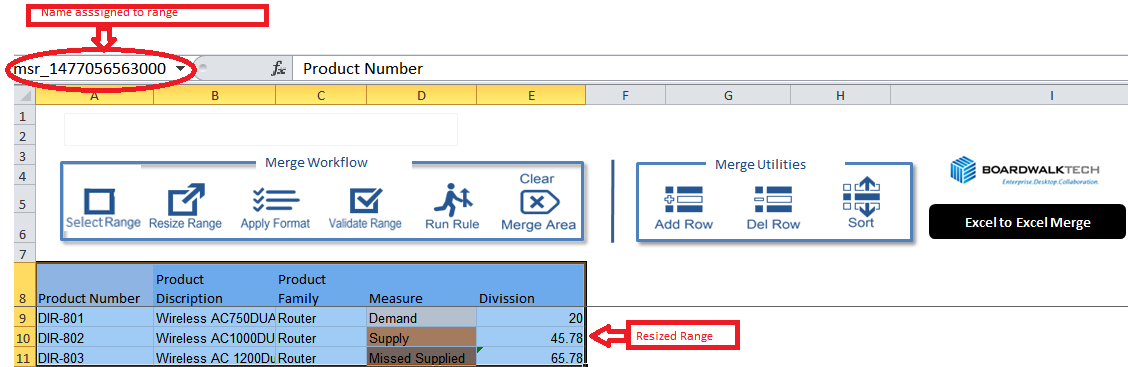 Name asssigned to range
msr_1477056563000
fx Product Number
A B C D E F G H I
1
2
3
Merge Workflow Merge Utilities
4
Clear
BOARDWALKTECH
Enterprise.Desktop.Collaboration.
5
Select Range Resize Range Apply Format Validate Range Run Rule Merge Area
Add Row Del Row Sort
Excel to Excel Merge
6
7
Product Product
8 Product Number Discription Family Measure Divission
9 DIR-801 Wireless AC750DUA Router Demand 20
10 DIR-802 Wireless AC1000DU Router Supply 45.78
Resized Range
11 DIR-803 Wireless AC 1200Du Router Missed Supplied 65.78